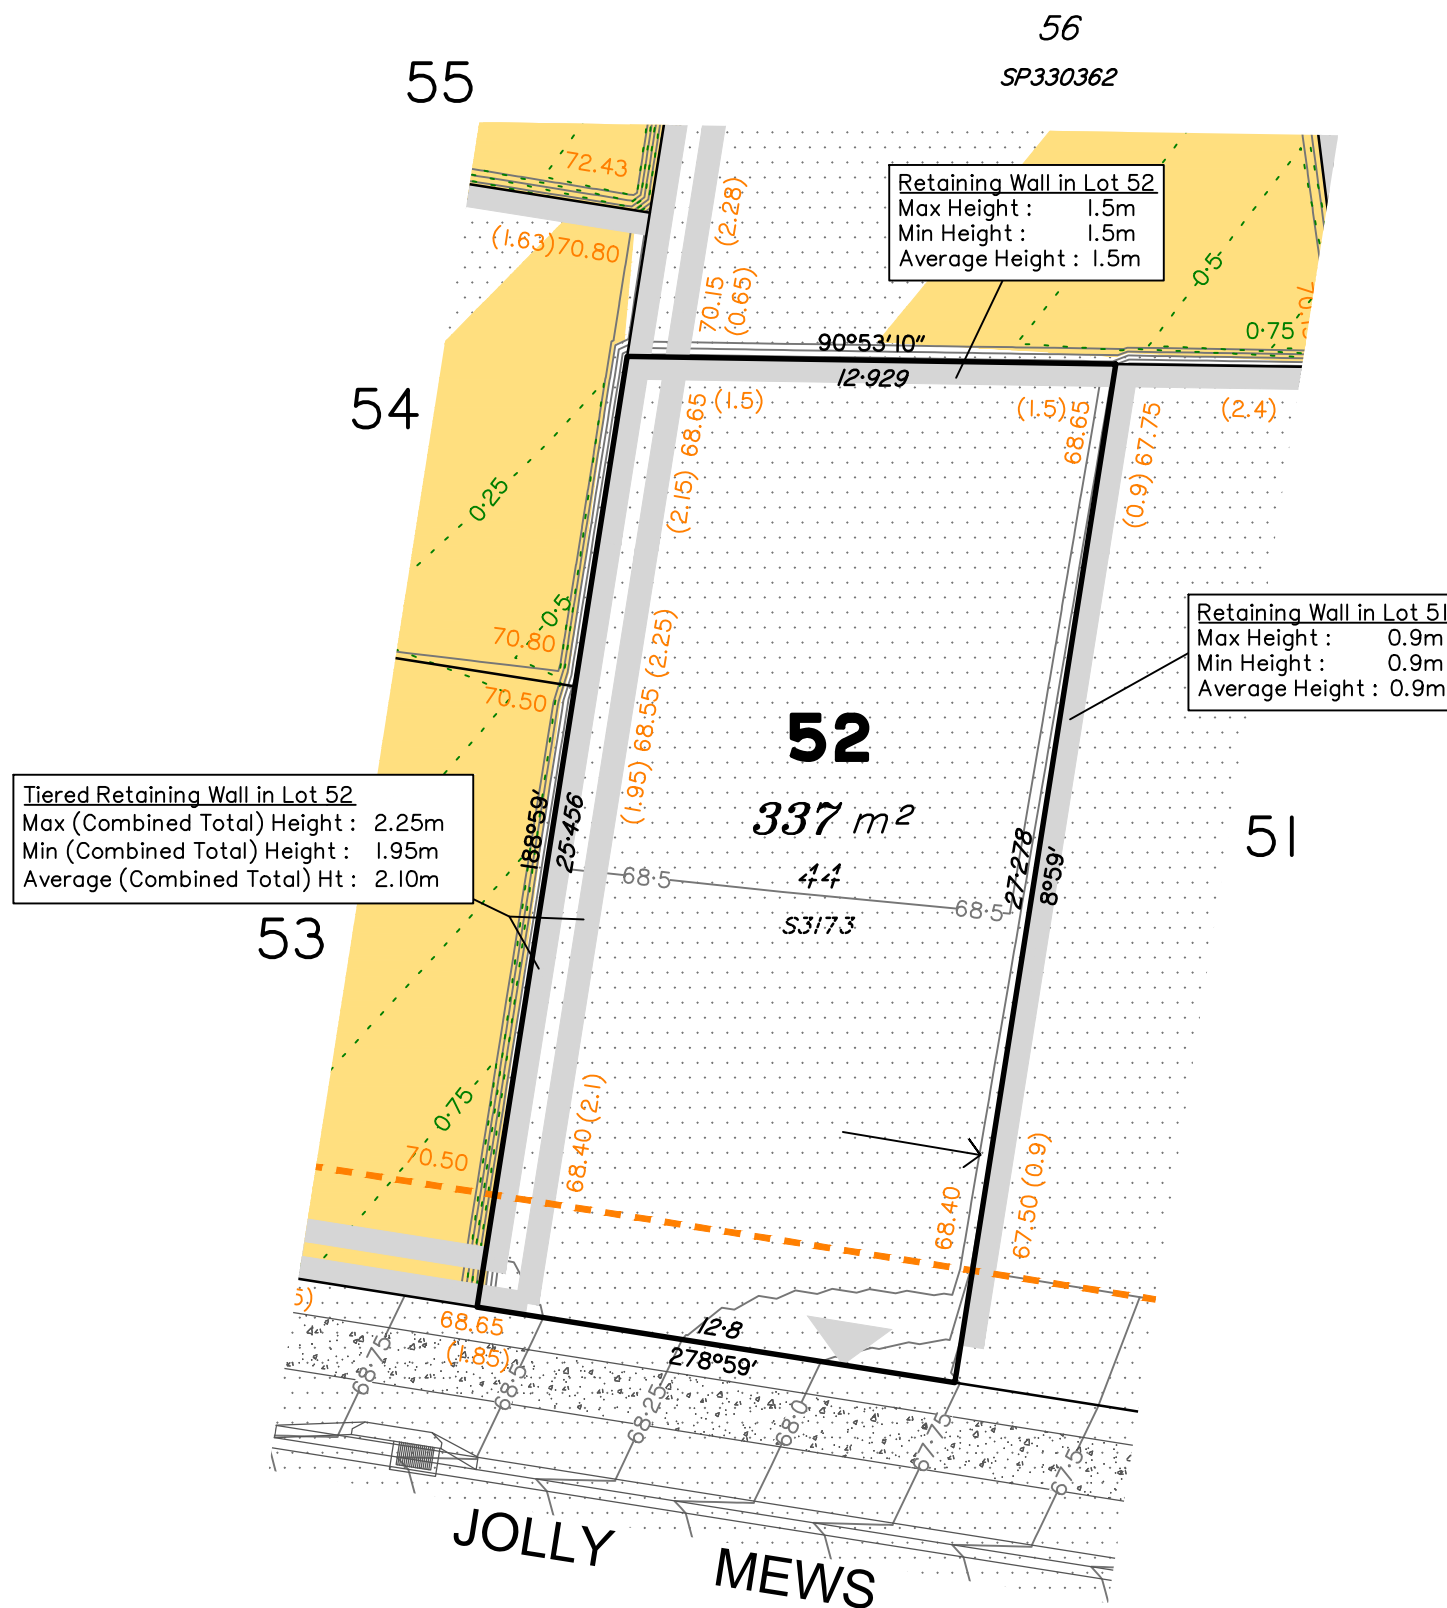 56
SP330362
55
72.43
(1.63)70.80
(2.28)
70.15
(0.65)
Retaining Wall in Lot 52
Max Height : 1.5m
Min Height : 1.5m
Average Height : 1.5m
0·5
0·75
90°53'10"
12·929
54
(1.5)
(2.15) 68.65
(1.5)
68.65
(0.9) 67.75
(2.4)
0·25
0·5
70.80
70.50
(1.95) 68.55 (2.25)
Retaining Wall in Lot 51
Max Height : 0.9m
Min Height : 0.9m
Average Height : 0.9m
52
337 m²
44
S3173
Tiered Retaining Wall in Lot 52
Max (Combined Total) Height : 2.25m
Min (Combined Total) Height : 1.95m
Average (Combined Total) Ht : 2.10m
188°59'
25·456
27·278
8°59'
51
68·5
68·5
53
0·75
70.50
68.40 (2.1)
68.40
67.50 (0.9)
68.65
(1.85)
12·8
278°59'
68·75
68·5
68·25
68·0
67·75
67·5
JOLLY MEWS